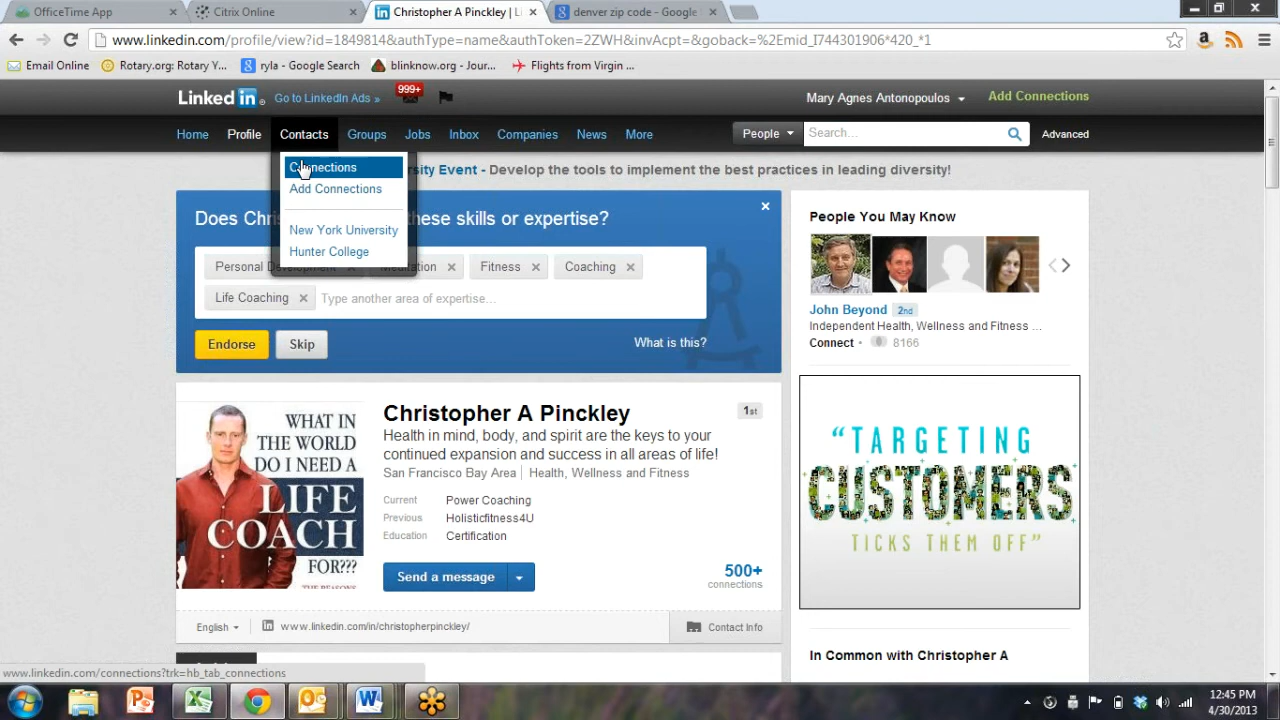 OfficeTime App
Citrix Online
Christopher A Pinckley | Li
denver zip code - Google
www.linkedin.com/profile/view?id=1849814&authType=name&authToken=2ZWH&invAcpt=&goback=%2Emid_I744301906*420_*1
Email Online
Rotary.org: Rotary Y...
ryla - Google Search
blinknow.org - Jour...
Flights from Virgin ...
Linked in
Go to LinkedIn Ads »
999+
Mary Agnes Antonopoulos
Add Connections
Home Profile Contacts Groups Jobs Inbox Companies News More
People
Search...
Advanced
Connections
Add Connections
New York University
Hunter College
Event - Develop the tools to implement the best practices in leading diversity!
these skills or expertise?
Fitness
Coaching
Life Coaching
Type another area of expertise...
Endorse
Skip
What is this?
People You May Know
John Beyond 2nd
Independent Health, Wellness and Fitness ...
Connect • 8166
WHAT IN
THE WORLD
DO I NEED A
LIFE
COACH
FOR???
Christopher A Pinckley
1st
Health in mind, body, and spirit are the keys to your
continued expansion and success in all areas of life!
San Francisco Bay Area | Health, Wellness and Fitness
Current Power Coaching
Previous Holisticfitness4U
Education Certification
Send a message
500+
connections
English
www.linkedin.com/in/christopherpinckley/
Contact Info
"TARGETING
CUSTOMERS
TICKS THEM OFF"
In Common with Christopher A
www.linkedin.com/connections?trk=hb_tab_connections
12:45 PM
4/30/2013